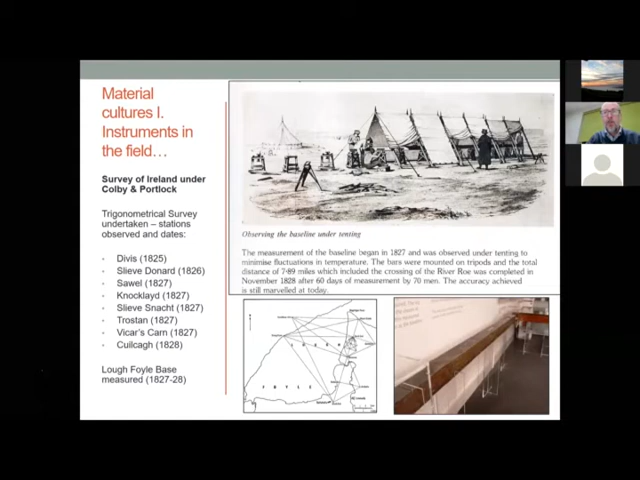 Material
cultures I.
Instruments in
the field…
Survey of Ireland under
Colby & Portlock
Trigonometrical Survey
undertaken – stations
observed and dates:
• Divis (1825)
• Slieve Donard (1826)
• Sawel (1827)
• Knocklayd (1827)
• Slieve Snacht (1827)
• Trostan (1827)
• Vicar's Carn (1827)
• Cuilcagh (1828)
Lough Foyle Base
measured (1827-28)
Observing the baseline under tenting
The measurement of the baseline began in 1827 and was observed under tenting to
minimise fluctuations in temperature. The bars were mounted on tripods and the total
distance of 7·89 miles which included the crossing of the River Roe was completed in
November 1828 after 60 days of measurement by 70 men. The accuracy achieved
is still marvelled at today.
L O U G H
F O Y L E